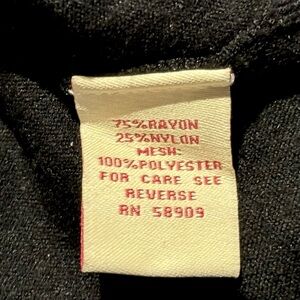 75%RAYON
25%NYLON
MESH:
100%POLYESTER
FOR CARE SEE
REVERSE
RN 58909